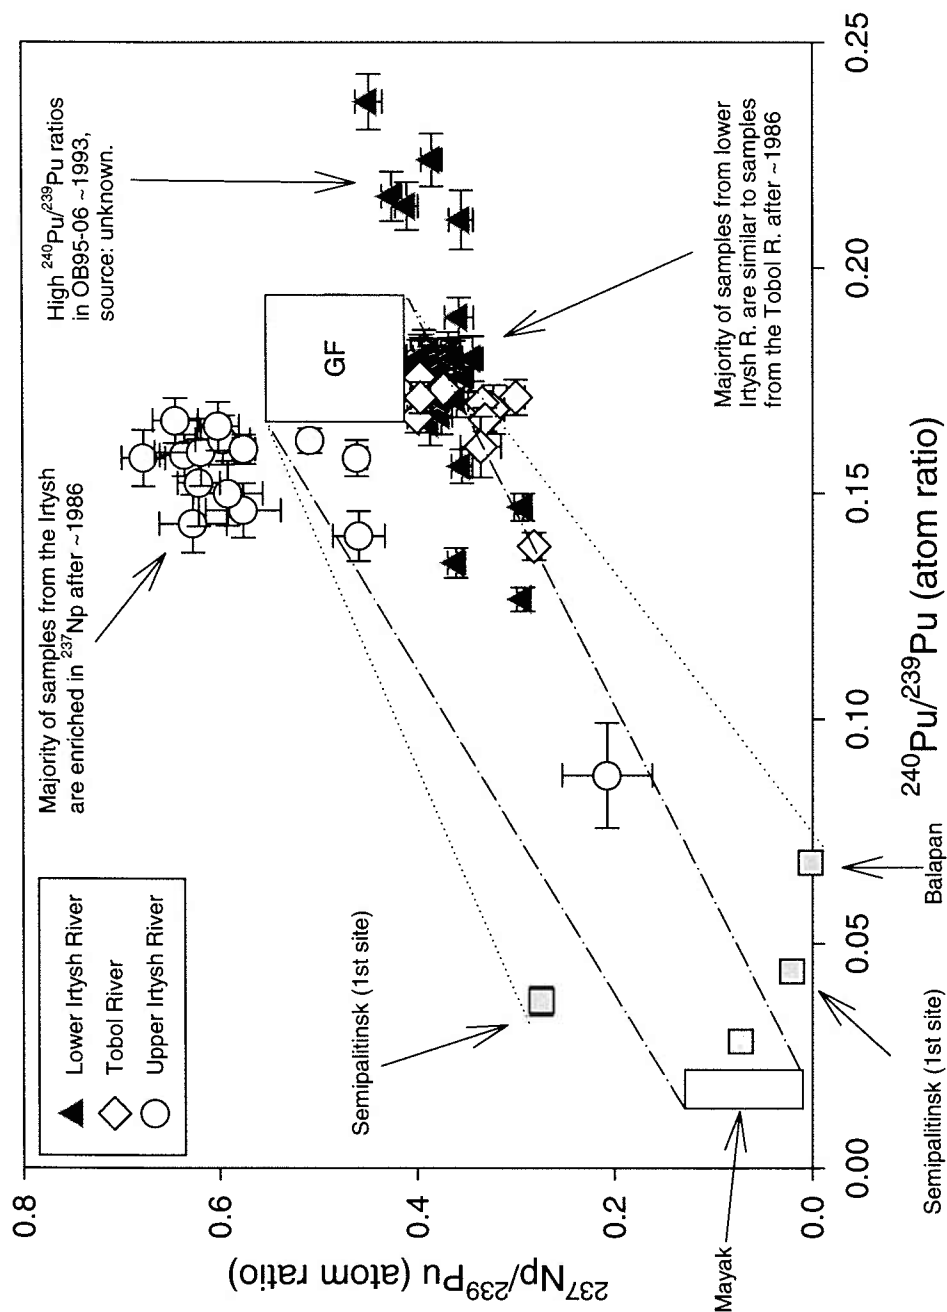 0.8
0.6
0.4
0.2
0.0
²³⁷Np/²³⁹Pu (atom ratio)
Lower Irtysh River
Tobol River
Upper Irtysh River
Majority of samples from the Irtysh
are enriched in ²³⁷Np after ~1986
High ²⁴⁰Pu/²³⁹Pu ratios
in OB95-06 ~1993,
source: unknown.
GF
Semipalitinsk (1st site)
Majority of samples from lower
Irtysh R. are similar to samples
from the Tobol R. after ~1986
Mayak
Semipalitinsk (1st site)
Balapan
0.00
0.05
0.10
0.15
0.20
0.25
²⁴⁰Pu/²³⁹Pu (atom ratio)